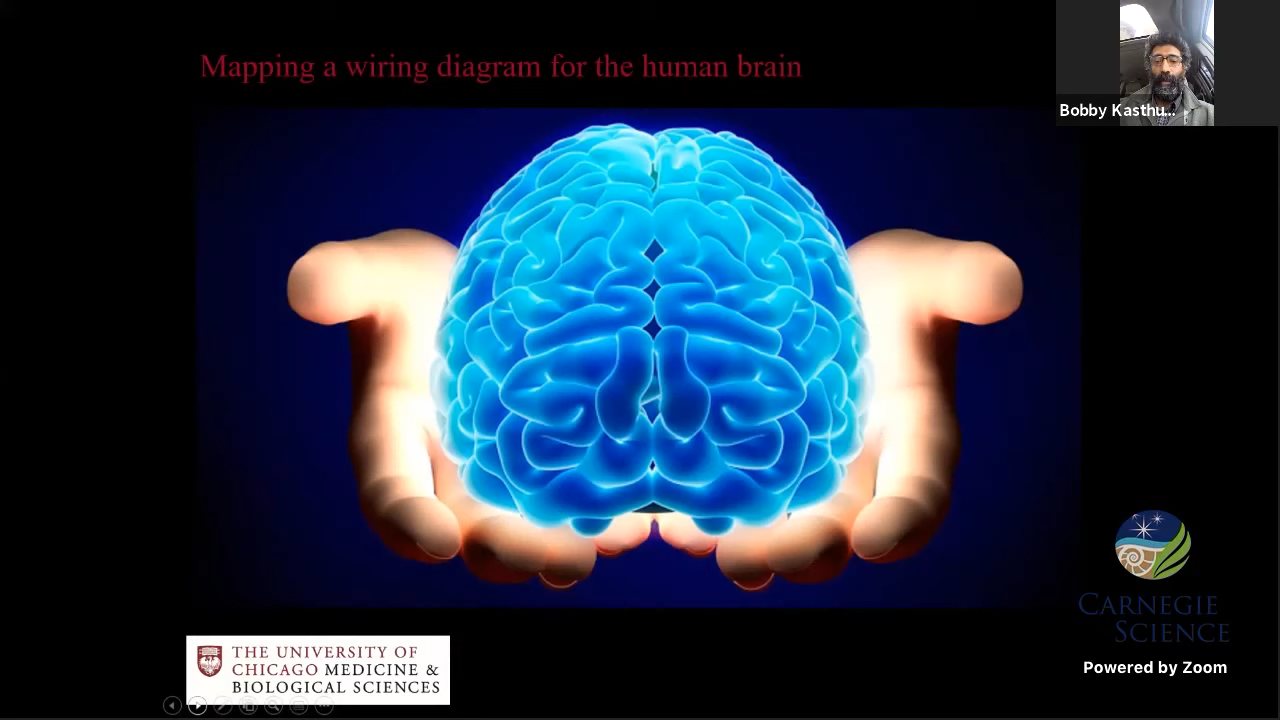 Mapping a wiring diagram for the human brain
Bobby Kasthu...
THE UNIVERSITY OF
CHICAGO MEDICINE &
BIOLOGICAL SCIENCES
CARNEGIE
SCIENCE
Powered by Zoom